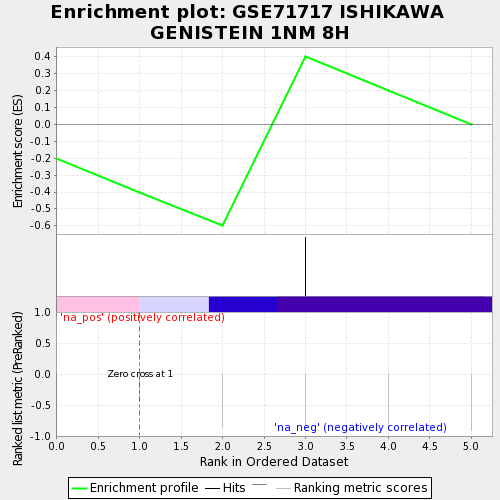 Enrichment plot: GSE71717 ISHIKAWA
GENISTEIN 1NM 8H
Enrichment score (ES)
0.4
0.3
0.2
0.1
0.0
-0.1
-0.2
-0.3
-0.4
-0.5
-0.6
Ranked list metric (PreRanked)
1.0
0.5
0.0
-0.5
-1.0
'na_pos' (positively correlated)
Zero cross at 1
'na_neg' (negatively correlated)
0.0 0.5 1.0 1.5 2.0 2.5 3.0 3.5 4.0 4.5 5.0
Rank in Ordered Dataset
Enrichment profile Hits Ranking metric scores